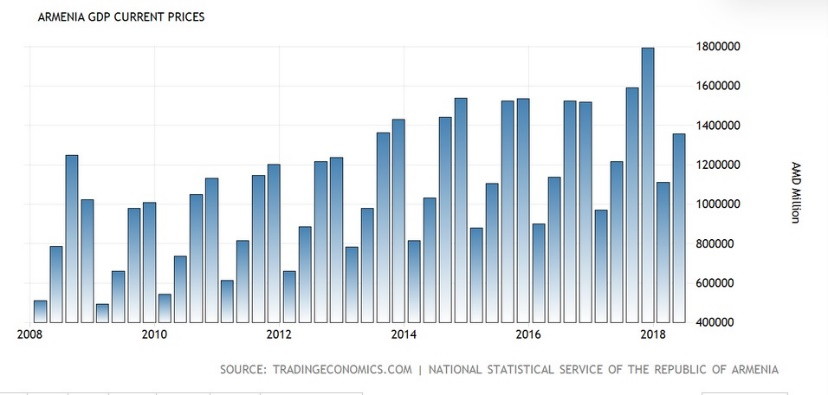 ARMENIA GDP CURRENT PRICES
1800000
1600000
1400000
1200000
1000000
800000
600000
400000
AMD Million
2008 2010 2012 2014 2016 2018
SOURCE: TRADINGECONOMICS.COM | NATIONAL STATISTICAL SERVICE OF THE REPUBLIC OF ARMENIA